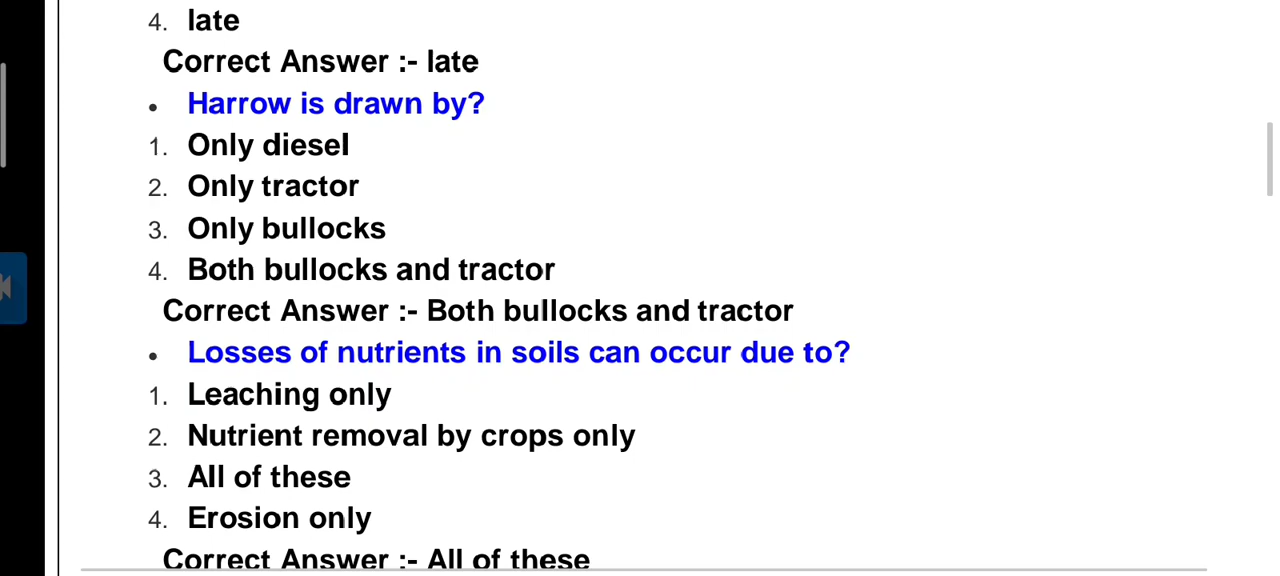 4. late
Correct Answer :- late
• Harrow is drawn by?
1. Only diesel
2. Only tractor
3. Only bullocks
4. Both bullocks and tractor
Correct Answer :- Both bullocks and tractor
• Losses of nutrients in soils can occur due to?
1. Leaching only
2. Nutrient removal by crops only
3. All of these
4. Erosion only
Correct Answer :- All of these